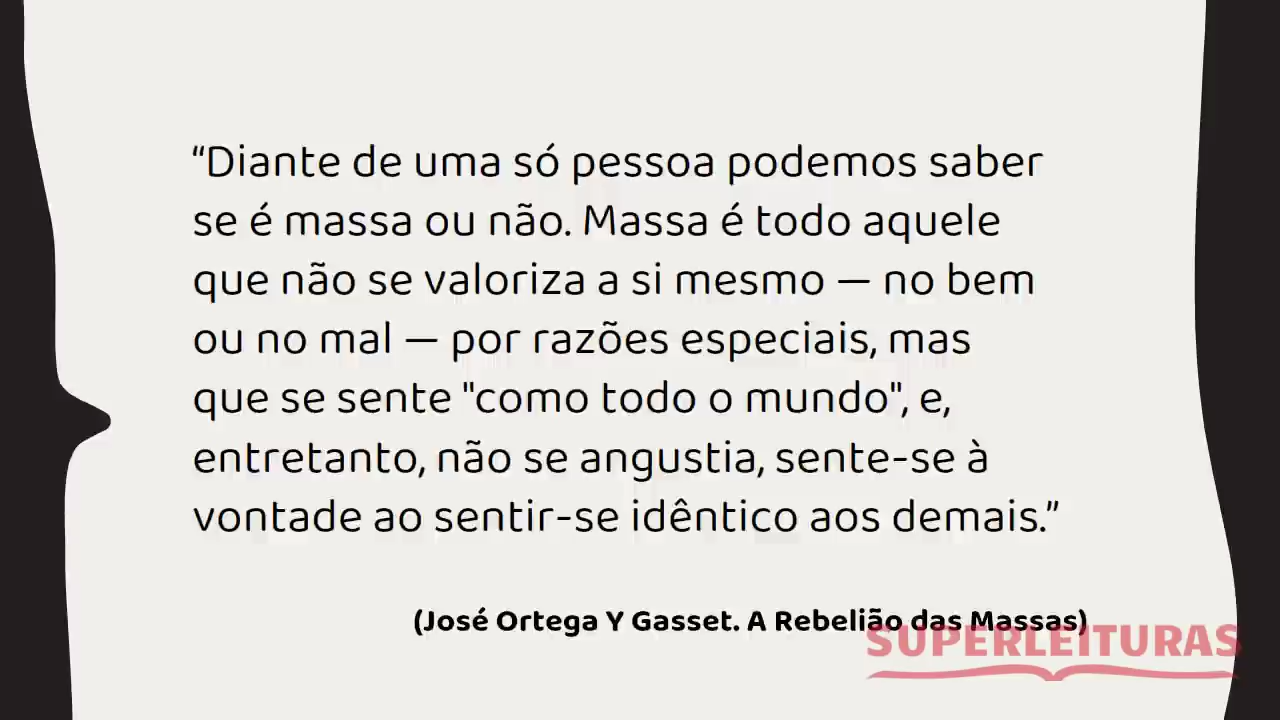 “Diante de uma só pessoa podemos saber
se é massa ou não. Massa é todo aquele
que não se valoriza a si mesmo — no bem
ou no mal — por razões especiais, mas
que se sente "como todo o mundo", e,
entretanto, não se angustia, sente-se à
vontade ao sentir-se idêntico aos demais.”
(José Ortega Y Gasset. A Rebelião das Massas)
SUPERLEITURAS